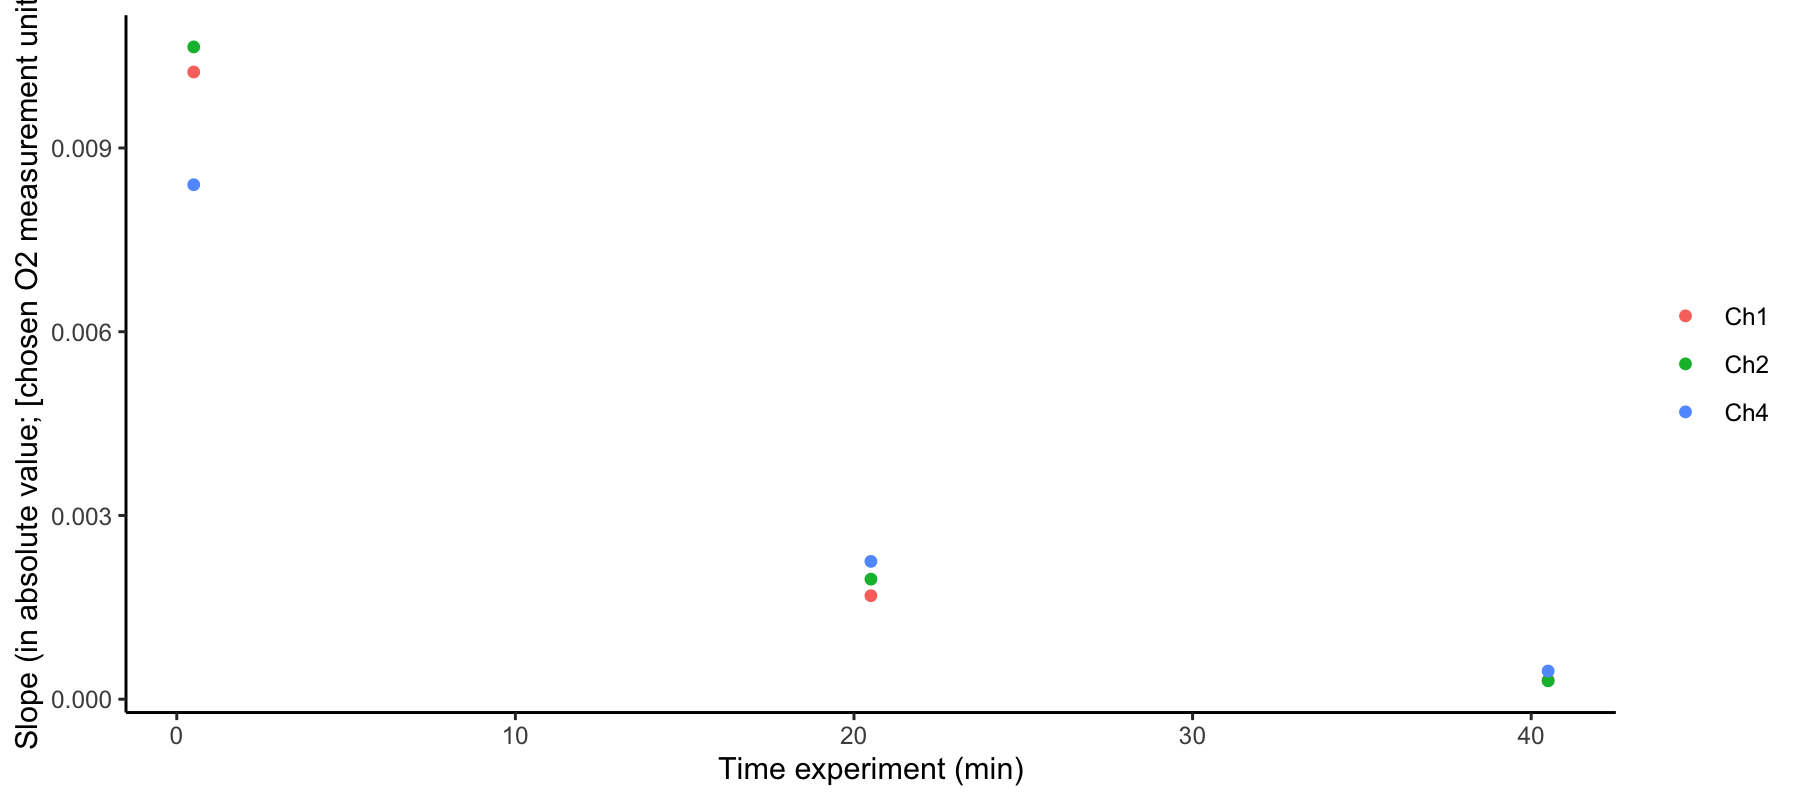 Slope (in absolute value; [chosen O2 measurement unit
0.009
0.006
0.003
0.000
0 10 20 30 40
Time experiment (min)
Ch1
Ch2
Ch4